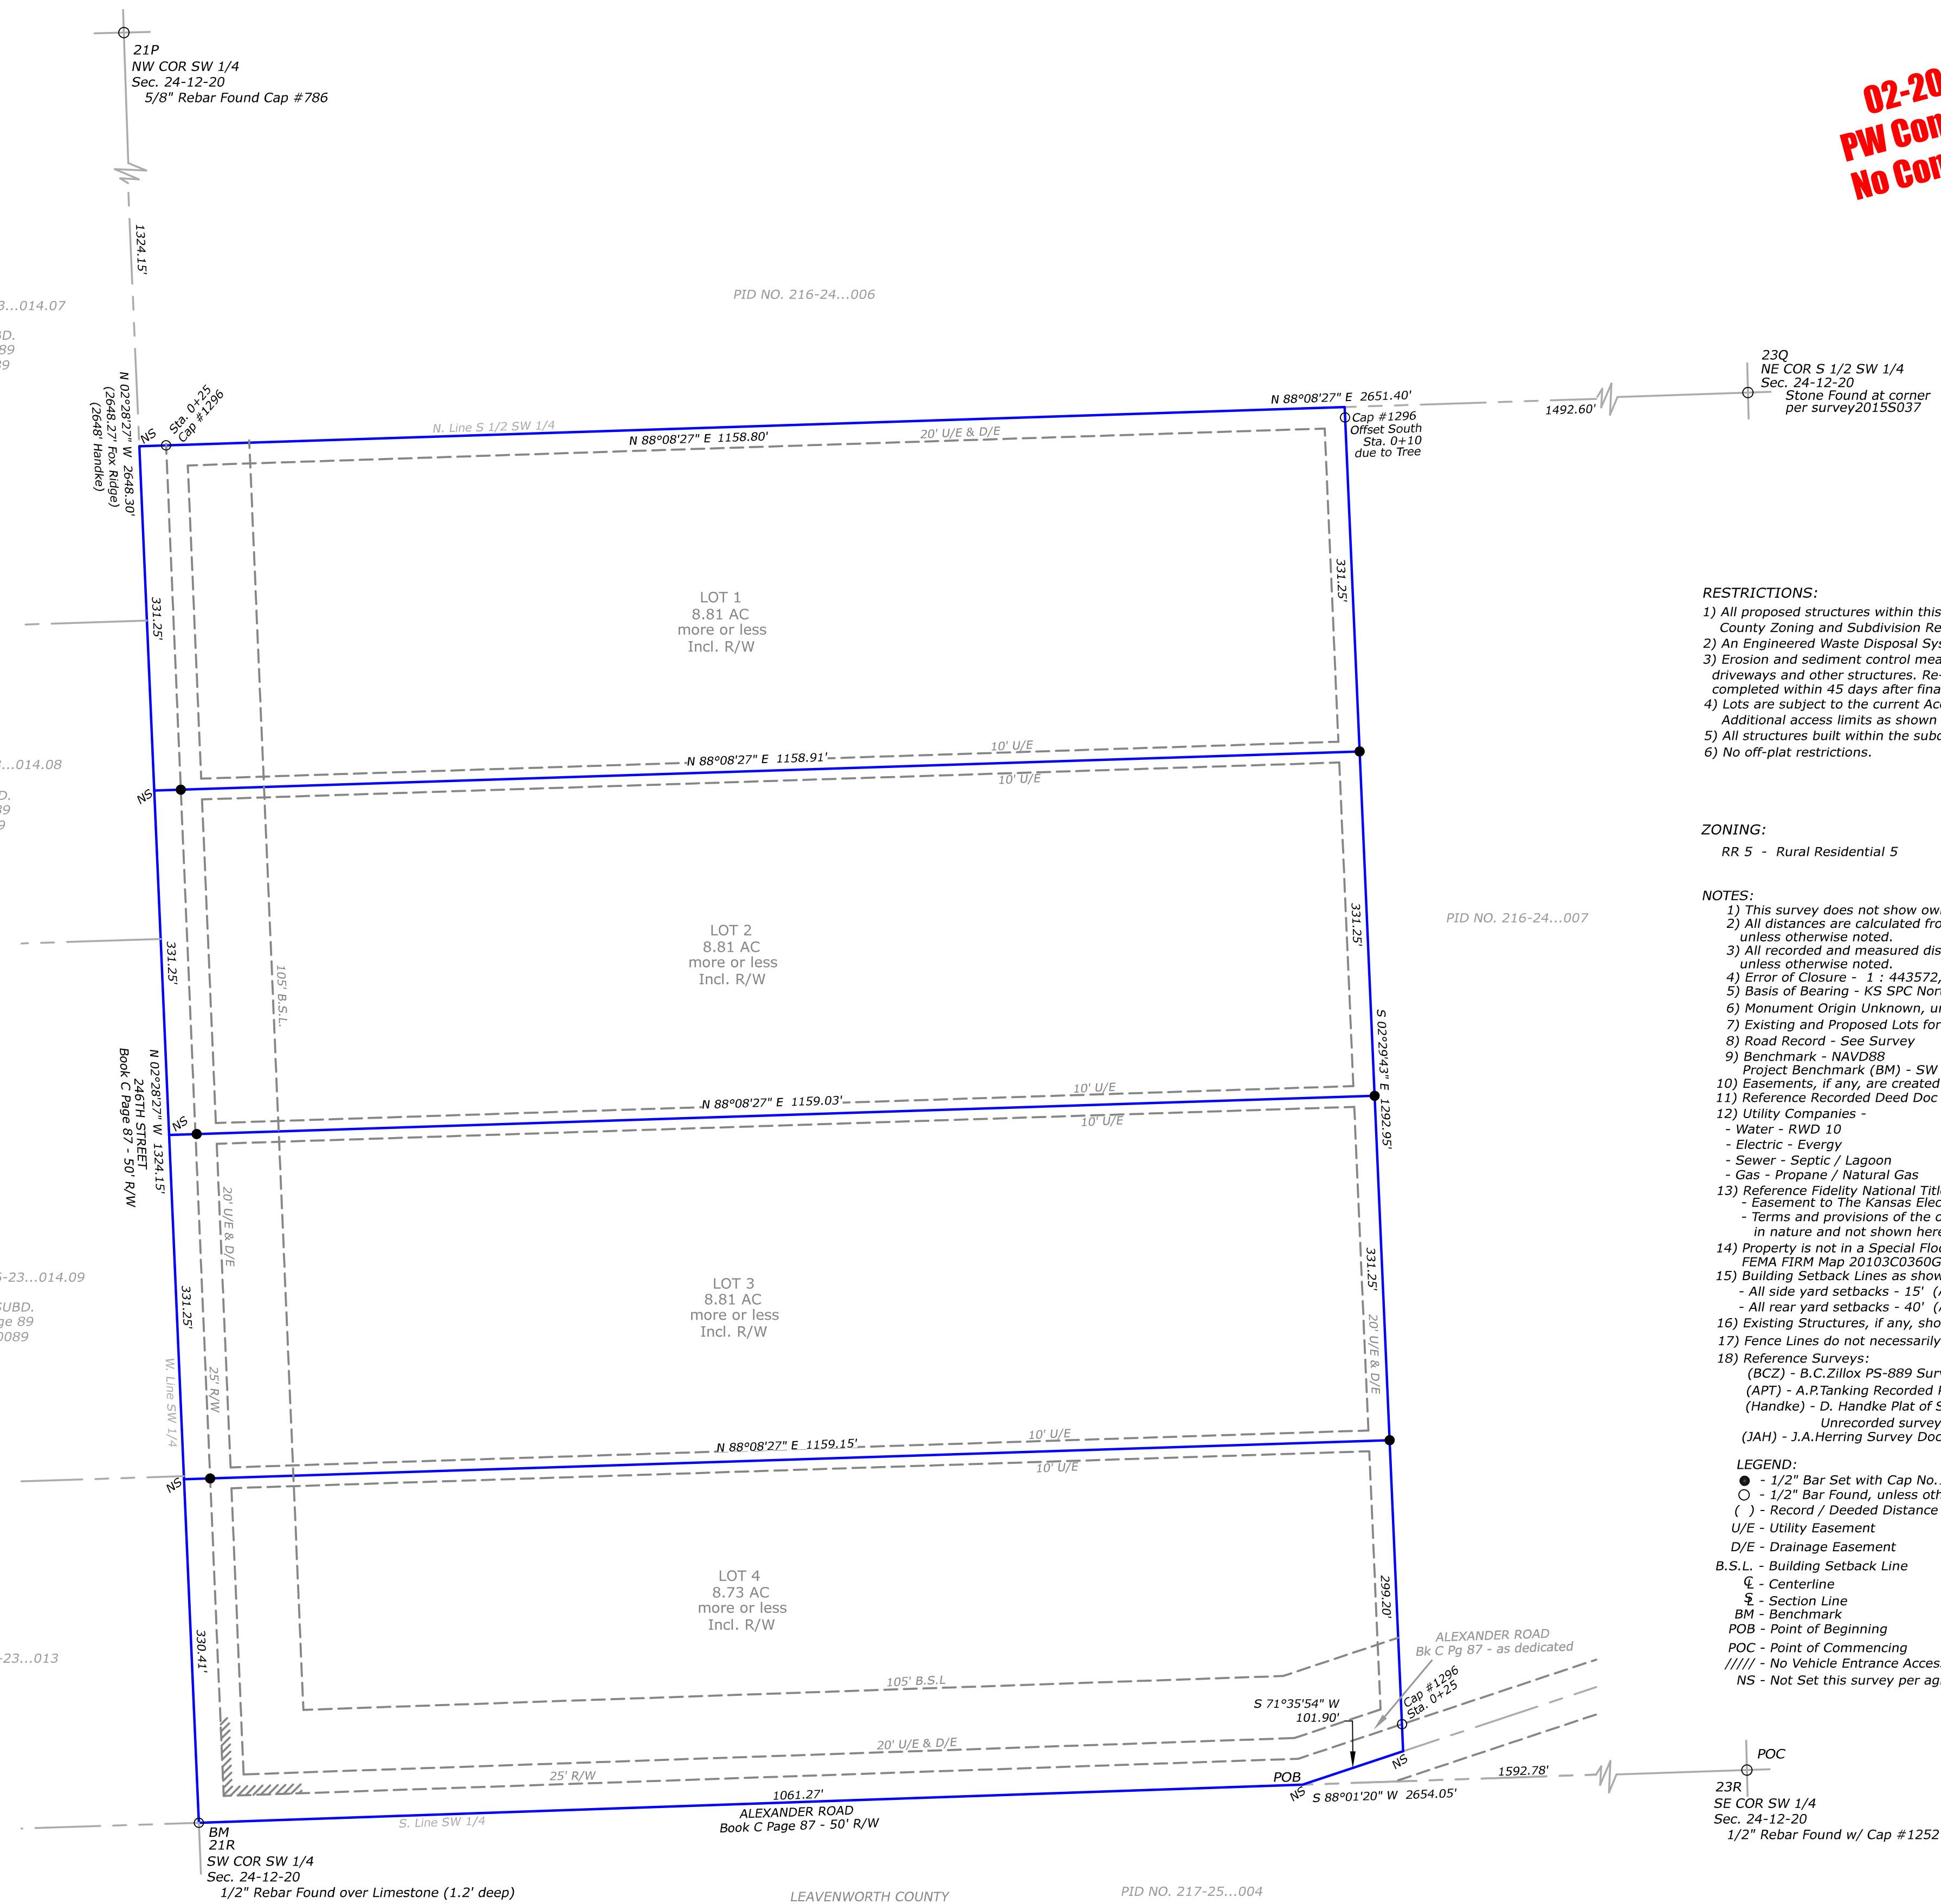 21P
NW COR SW 1/4
Sec. 24-12-20
5/8" Rebar Found Cap #786
02-20
PW Com
No Com
1324.15'
3...014.07
BD.
89
39
PID NO. 216-24...006
23Q
NE COR S 1/2 SW 1/4
Sec. 24-12-20
Stone Found at corner
per survey2015S037
1492.60'
N 88°08'27" E 2651.40'
N 02°28'27" W 2648.30'
(2648.27' Fox Ridge)
(2648' Handke)
NS
Sta. 0+25
Cap #1296
N. Line S 1/2 SW 1/4
N 88°08'27" E 1158.80'
20' U/E & D/E
Cap #1296
Offset South
Sta. 0+10
due to Tree
331.25'
331.25'
LOT 1
8.81 AC
more or less
Incl. R/W
10' U/E
N 88°08'27" E 1158.91'
10' U/E
NS
...014.08
D.
39
9
331.25'
331.25'
LOT 2
8.81 AC
more or less
Incl. R/W
105' B.S.L.
PID NO. 216-24...007
S 02°29'43" E 1292.95'
N 02°28'27" W 1324.15'
246TH STREET
Book C Page 87 - 50' R/W
10' U/E
N 88°08'27" E 1159.03'
10' U/E
NS
20' U/E & D/E
331.25'
331.25'
LOT 3
8.81 AC
more or less
Incl. R/W
-23...014.09
SUBD.
ge 89
0089
W. Line SW 1/4
25' R/W
20' U/E & D/E
10' U/E
N 88°08'27" E 1159.15'
10' U/E
NS
330.41'
299.20'
LOT 4
8.73 AC
more or less
Incl. R/W
-23...013
ALEXANDER ROAD
Bk C Pg 87 - as dedicated
105' B.S.L
Cap #1296
Sta. 0+25
S 71°35'54" W
101.90'
20' U/E & D/E
25' R/W
NS
POB
NS
1061.27'
ALEXANDER ROAD
Book C Page 87 - 50' R/W
S. Line SW 1/4
S 88°01'20" W 2654.05'
1592.78'
POC
23R
SE COR SW 1/4
Sec. 24-12-20
1/2" Rebar Found w/ Cap #1252
BM
21R
SW COR SW 1/4
Sec. 24-12-20
1/2" Rebar Found over Limestone (1.2' deep)
LEAVENWORTH COUNTY
PID NO. 217-25...004
RESTRICTIONS:
1) All proposed structures within this
County Zoning and Subdivision Re
2) An Engineered Waste Disposal Sys
3) Erosion and sediment control mea
driveways and other structures. Re-
completed within 45 days after fina
4) Lots are subject to the current Acc
Additional access limits as shown
5) All structures built within the subd
6) No off-plat restrictions.
ZONING:
RR 5 - Rural Residential 5
NOTES:
1) This survey does not show own
2) All distances are calculated fro
unless otherwise noted.
3) All recorded and measured dis
unless otherwise noted.
4) Error of Closure - 1 : 443572,
5) Basis of Bearing - KS SPC Nor
6) Monument Origin Unknown, un
7) Existing and Proposed Lots for
8) Road Record - See Survey
9) Benchmark - NAVD88
Project Benchmark (BM) - SW
10) Easements, if any, are created
11) Reference Recorded Deed Doc
12) Utility Companies -
- Water - RWD 10
- Electric - Evergy
- Sewer - Septic / Lagoon
- Gas - Propane / Natural Gas
13) Reference Fidelity National Title
- Easement to The Kansas Elec
- Terms and provisions of the o
in nature and not shown here
14) Property is not in a Special Floo
FEMA FIRM Map 20103C0360G
15) Building Setback Lines as show
- All side yard setbacks - 15' (A
- All rear yard setbacks - 40' (A
16) Existing Structures, if any, sho
17) Fence Lines do not necessarily
18) Reference Surveys:
(BCZ) - B.C.Zillox PS-889 Surv
(APT) - A.P.Tanking Recorded P
(Handke) - D. Handke Plat of S
Unrecorded survey
(JAH) - J.A.Herring Survey Doc
LEGEND:
- 1/2" Bar Set with Cap No.
- 1/2" Bar Found, unless oth
( ) - Record / Deeded Distance
U/E - Utility Easement
D/E - Drainage Easement
B.S.L. - Building Setback Line
CL - Centerline
SL - Section Line
BM - Benchmark
POB - Point of Beginning
POC - Point of Commencing
///// - No Vehicle Entrance Acces
NS - Not Set this survey per ag